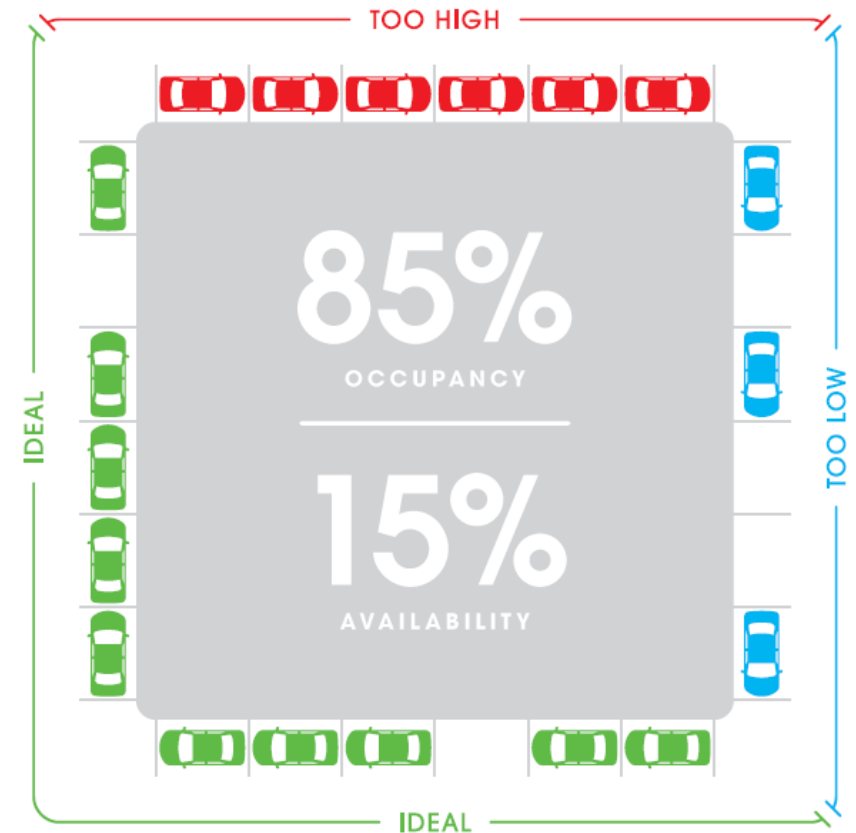 TOO HIGH
85%
OCCUPANCY
IDEAL
TOO LOW
15%
AVAILABILITY
IDEAL